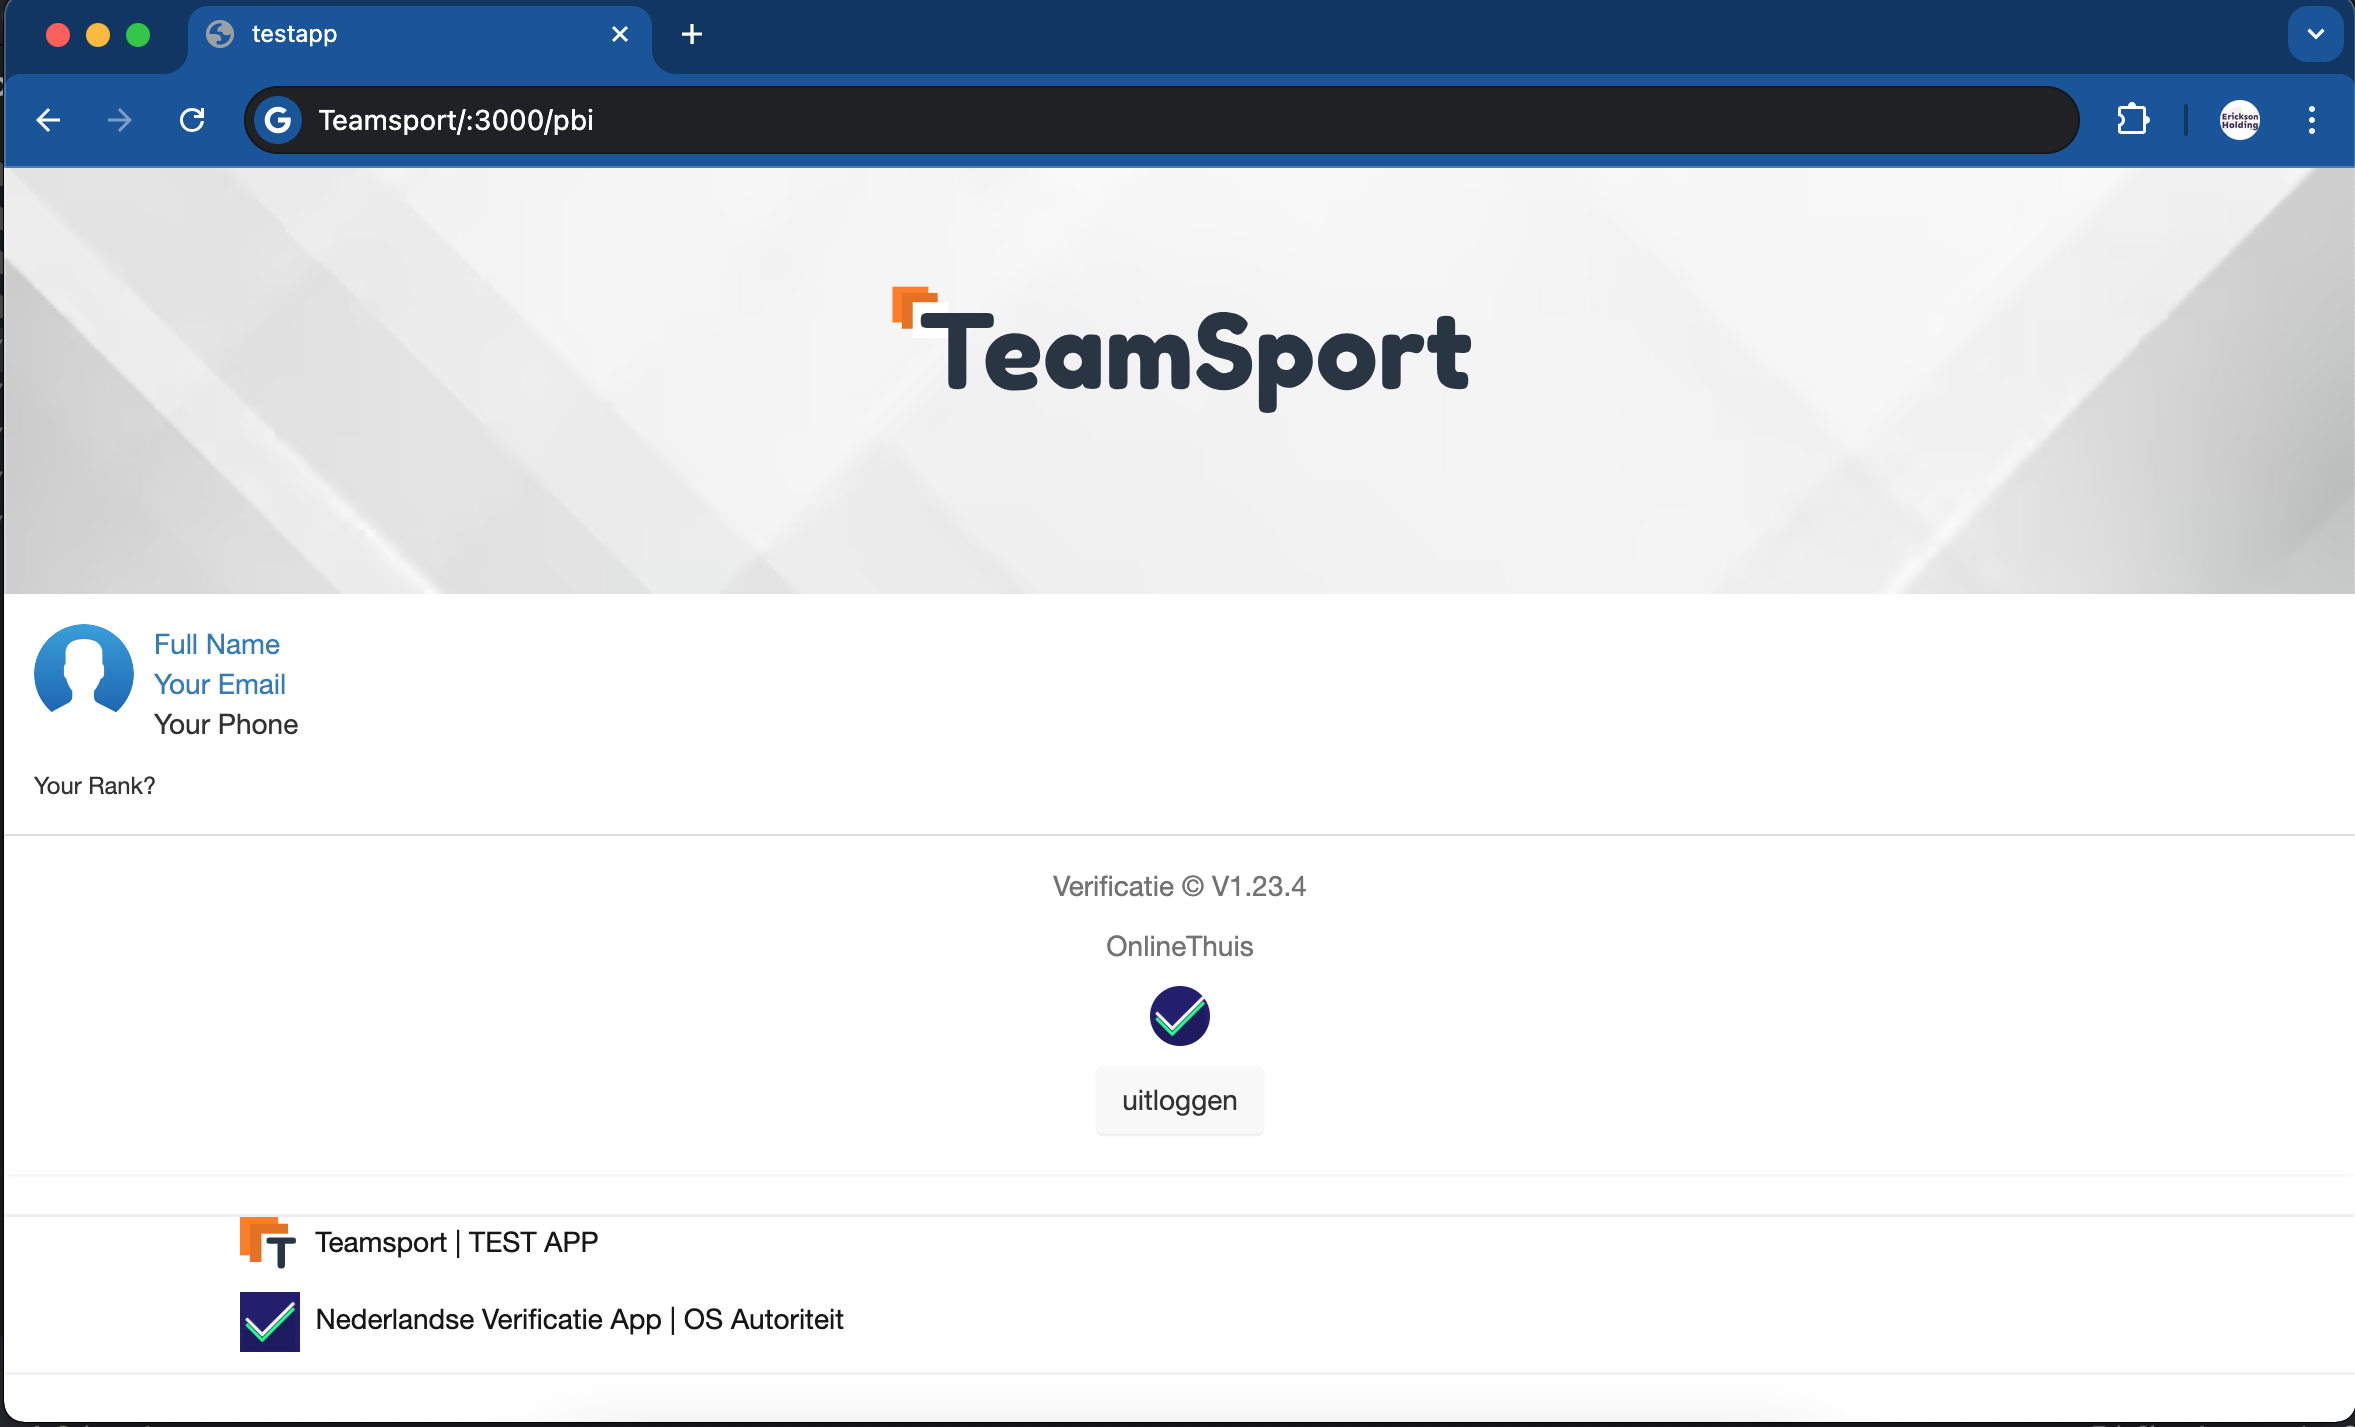 testapp
Teamsport/:3000/pbi
Erickson
Holding
TeamSport
Full Name
Your Email
Your Phone
Your Rank?
Verificatie © V1.23.4
OnlineThuis
uitloggen
T Teamsport | TEST APP
Nederlandse Verificatie App | OS Autoriteit